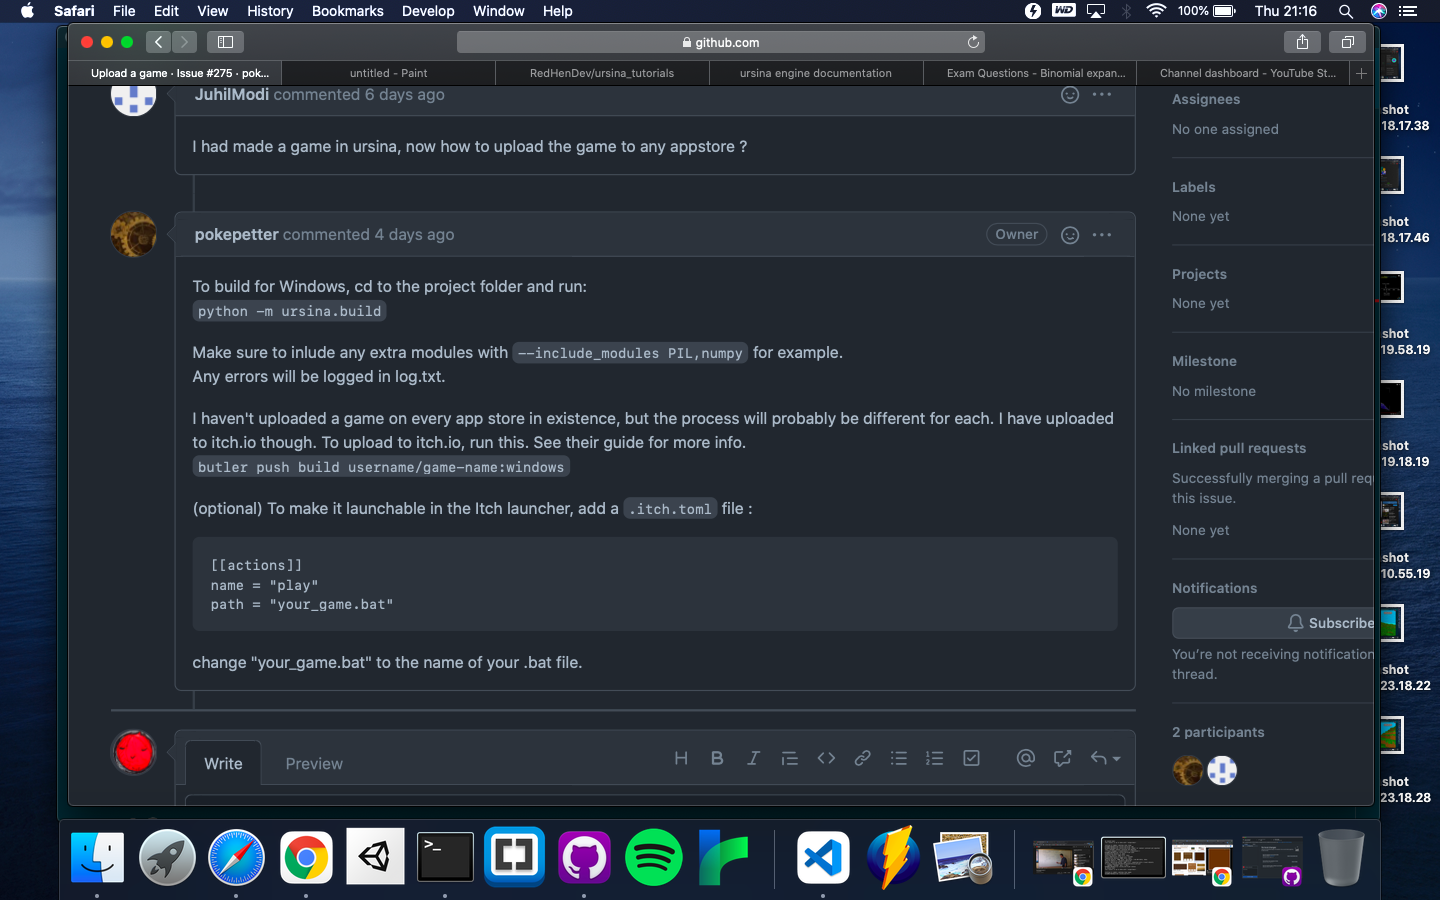 Safari File Edit View History Bookmarks Develop Window Help
WD 100% Thu 21:16
github.com
Upload a game · Issue #275 · pok...
untitled - Paint
RedHenDev/ursina_tutorials
ursina engine documentation
Exam Questions - Binomial expan...
Channel dashboard - YouTube St...
JuhilModi commented 6 days ago
I had made a game in ursina, now how to upload the game to any appstore ?
pokepetter commented 4 days ago
Owner
To build for Windows, cd to the project folder and run:
python -m ursina.build
Make sure to inlude any extra modules with --include_modules PIL,numpy for example.
Any errors will be logged in log.txt.
I haven't uploaded a game on every app store in existence, but the process will probably be different for each. I have uploaded
to itch.io though. To upload to itch.io, run this. See their guide for more info.
butler push build username/game-name:windows
(optional) To make it launchable in the Itch launcher, add a .itch.toml file :
[[actions]]
name = "play"
path = "your_game.bat"
change "your_game.bat" to the name of your .bat file.
Write
Preview
Assignees
No one assigned
Labels
None yet
Projects
None yet
Milestone
No milestone
Linked pull requests
Successfully merging a pull req
this issue.
None yet
Notifications
Subscribe
You're not receiving notification
thread.
2 participants
shot
18.17.38
shot
18.17.46
shot
19.58.19
shot
19.18.19
shot
10.55.19
shot
23.18.22
shot
23.18.28